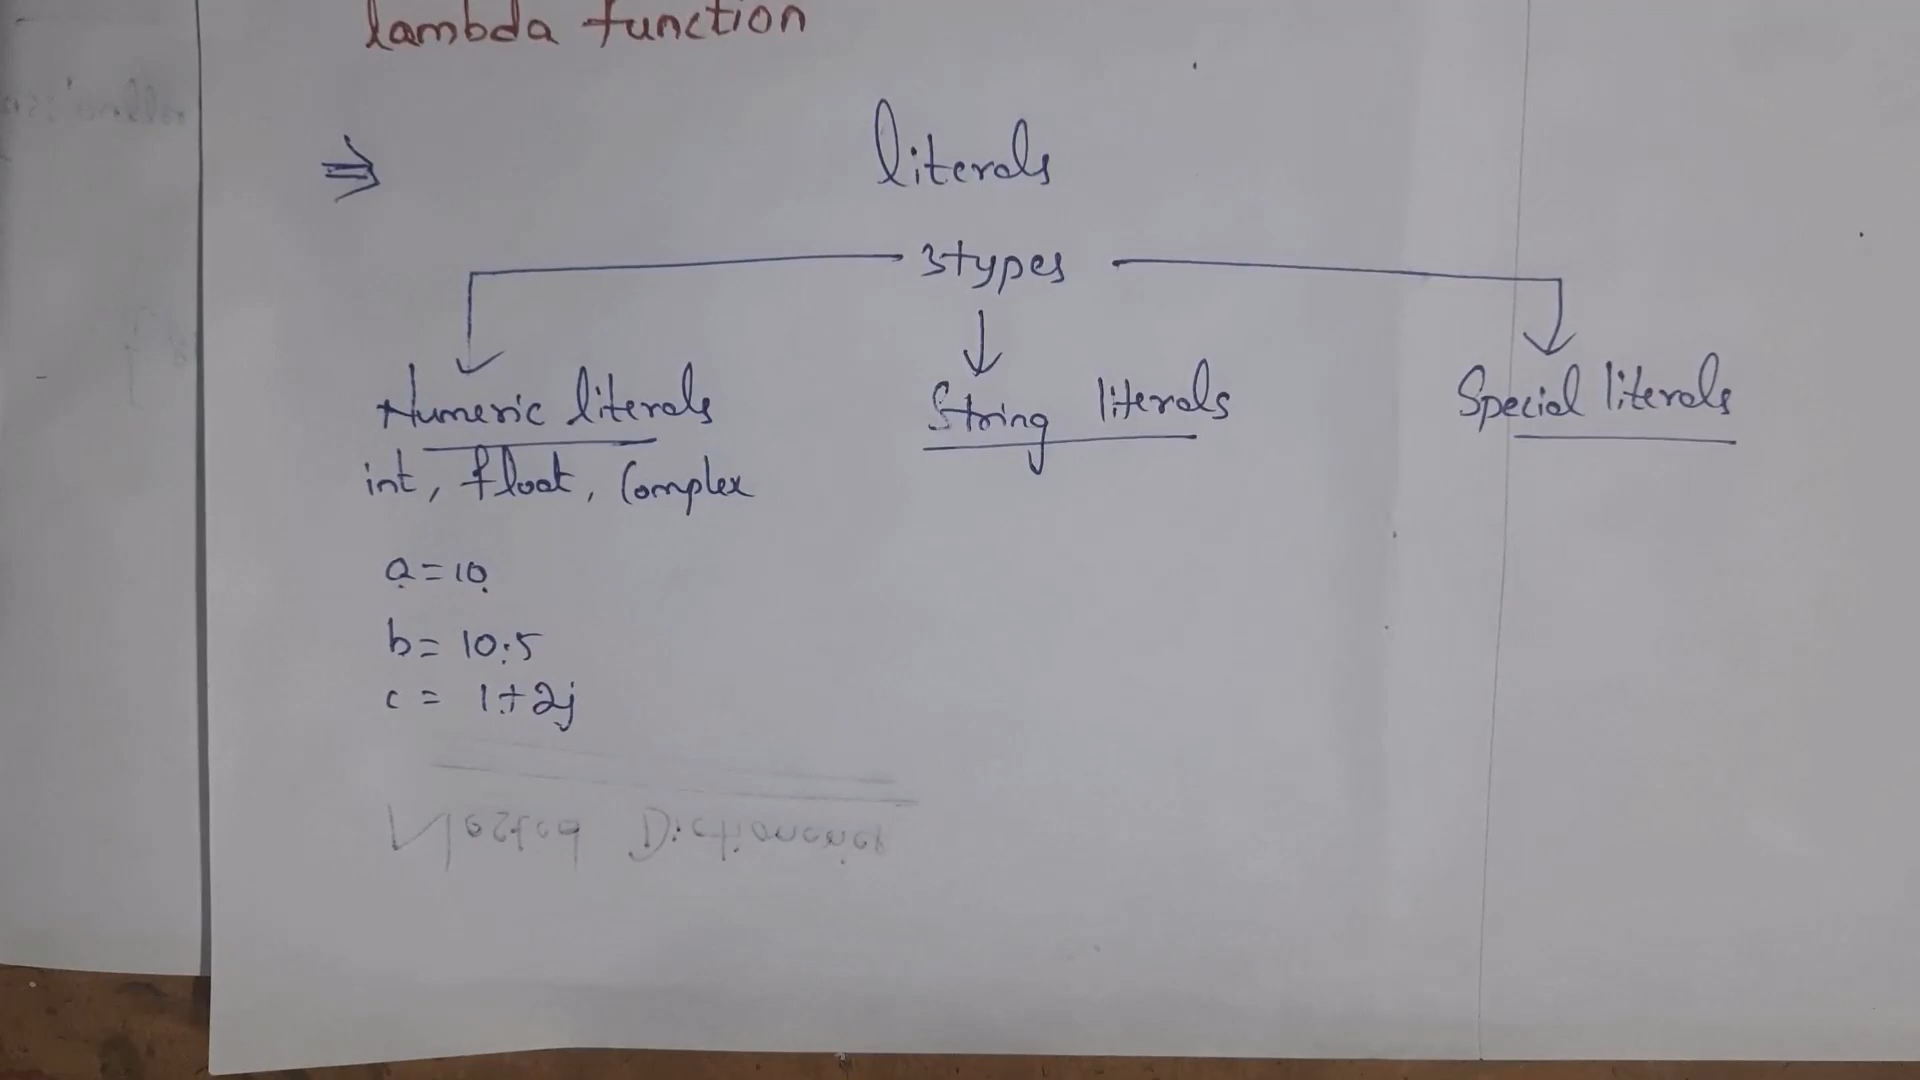 lambda function
⇒ literals
3types
Numeric literals String literals Special literals
int, float, Complex
a=10
b= 10.5
c = 1+2j